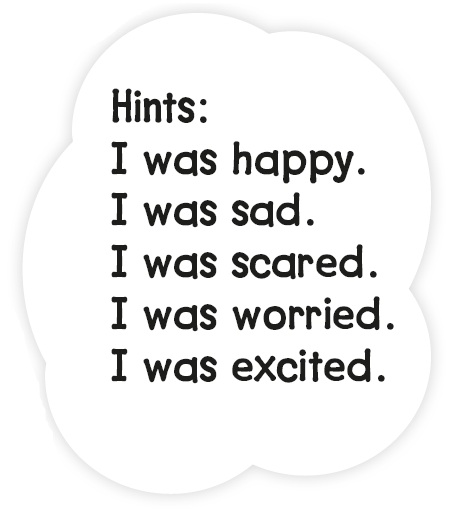 Hints:
I was happy.
I was sad.
I was scared.
I was worried.
I was excited.